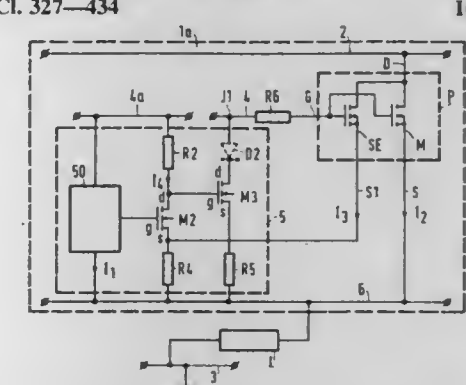 Cl. 327—434
1a
2
D
4a
J1
4
R6
G
P
SE
M
R2
D2
50
I4
d
M3
d
M2
g
g
s
s
5
S1
S
I3
I2
I1
R4
R5
6
L
3